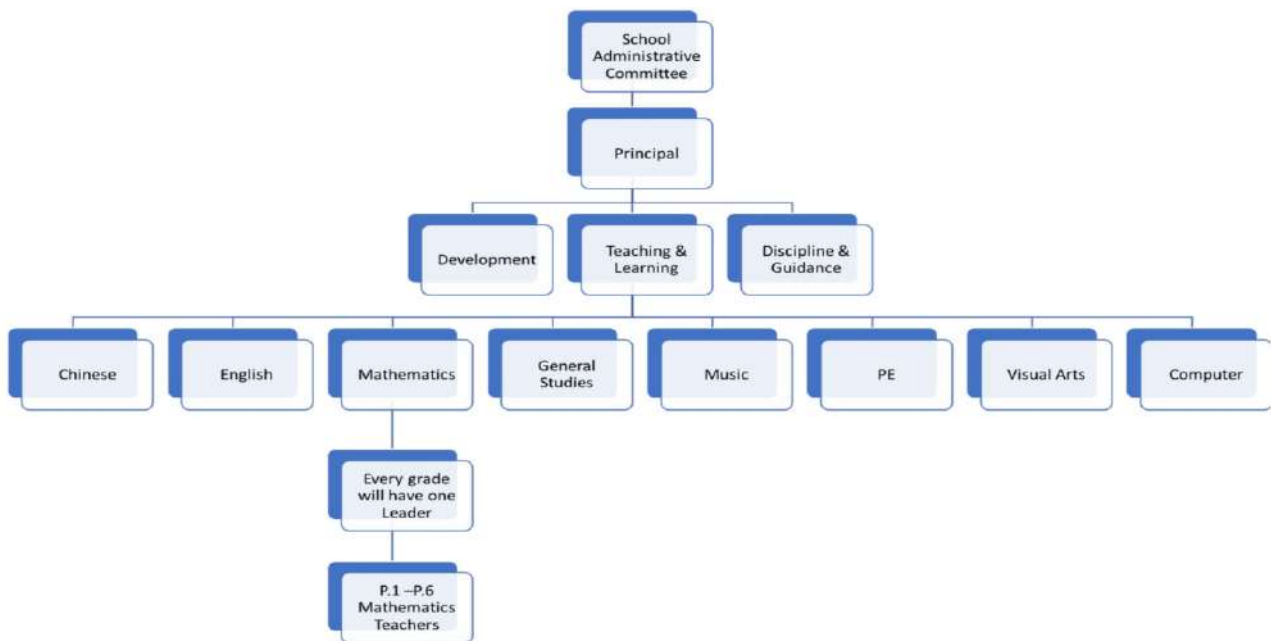 School
Administrative
Committee
Principal
Development
Teaching &
Learning
Discipline &
Guidance
Chinese
English
Mathematics
General
Studies
Music
PE
Visual Arts
Computer
Every grade
will have one
Leader
P.1 –P.6
Mathematics
Teachers